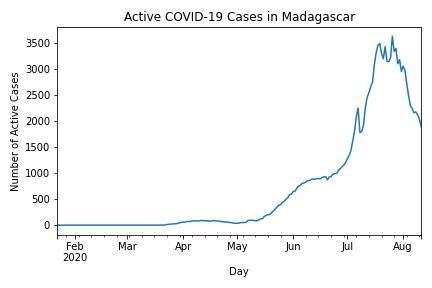 Active COVID-19 Cases in Madagascar
3500
3000
2500
2000
1500
1000
500
0
Number of Active Cases
Feb Mar Apr May Jun Jul Aug
2020
Day